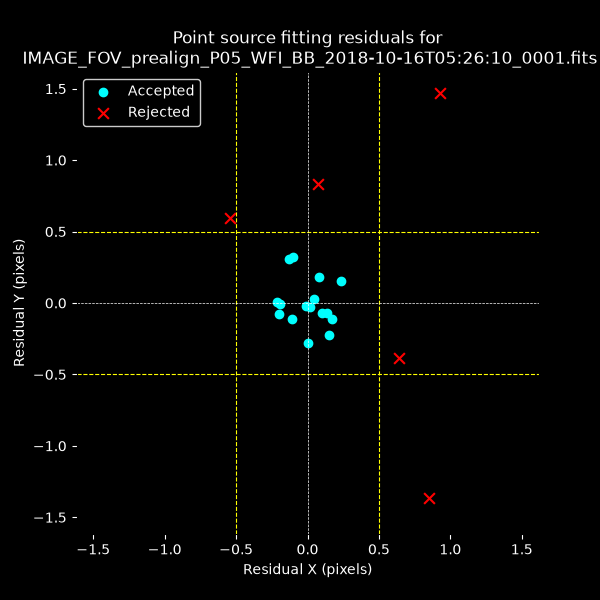 Point source fitting residuals for
IMAGE_FOV_prealign_P05_WFI_BB_2018-10-16T05:26:10_0001.fits
Accepted
Rejected
1.5
1.0
0.5
0.0
−0.5
−1.0
−1.5
Residual Y (pixels)
−1.5 −1.0 −0.5 0.0 0.5 1.0 1.5
Residual X (pixels)